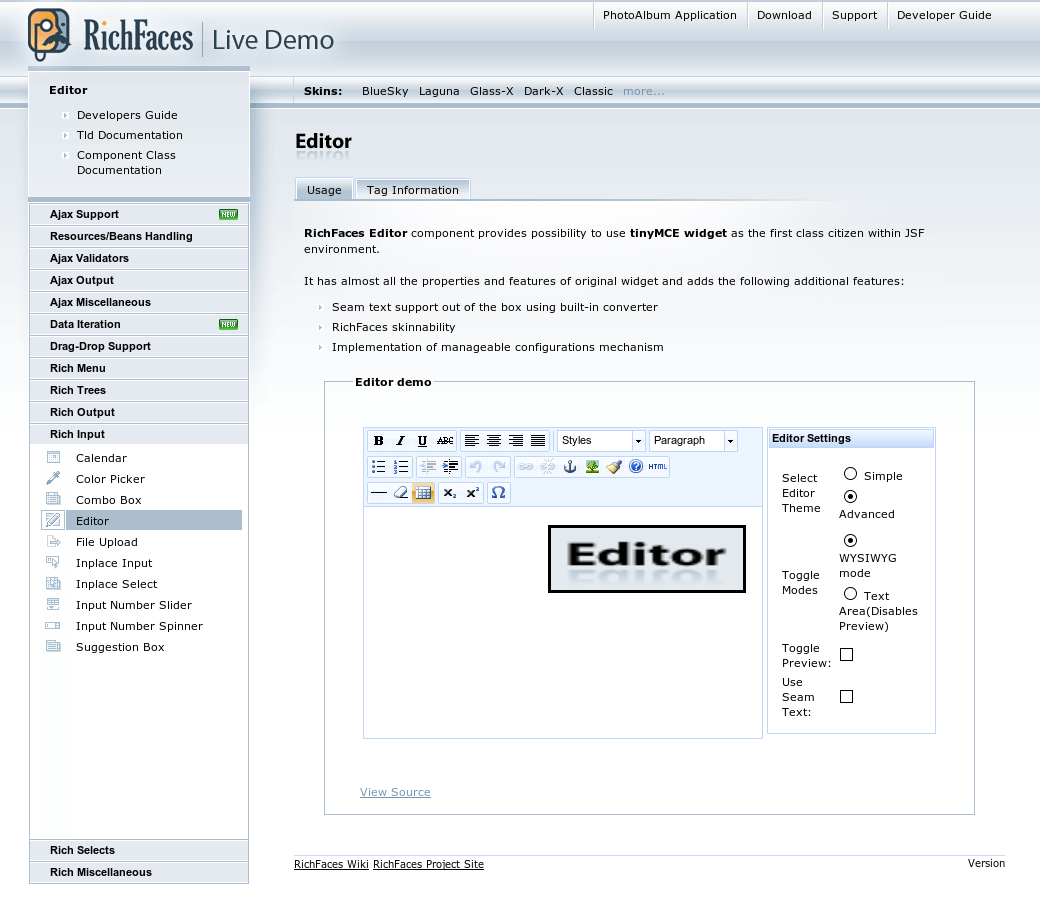 RichFaces Live Demo
PhotoAlbum Application
Download
Support
Developer Guide
Skins:
BlueSky
Laguna
Glass-X
Dark-X
Classic
more...
Editor
Developers Guide
Tld Documentation
Component Class
Documentation
Ajax Support
NEW
Resources/Beans Handling
Ajax Validators
Ajax Output
Ajax Miscellaneous
Data Iteration
NEW
Drag-Drop Support
Rich Menu
Rich Trees
Rich Output
Rich Input
Calendar
Color Picker
Combo Box
Editor
File Upload
Inplace Input
Inplace Select
Input Number Slider
Input Number Spinner
Suggestion Box
Rich Selects
Rich Miscellaneous
Editor
Usage
Tag Information
RichFaces Editor component provides possibility to use tinyMCE widget as the first class citizen within JSF
environment.
It has almost all the properties and features of original widget and adds the following additional features:
Seam text support out of the box using built-in converter
RichFaces skinnability
Implementation of manageable configurations mechanism
Editor demo
B I U ABC
Styles
Paragraph
HTML
x₂ x² Ω
Editor
Editor Settings
Select
Editor
Theme
Simple
Advanced
Toggle
Modes
WYSIWYG
mode
Text
Area(Disables
Preview)
Toggle
Preview:
Use
Seam
Text:
View Source
RichFaces Wiki RichFaces Project Site
Version